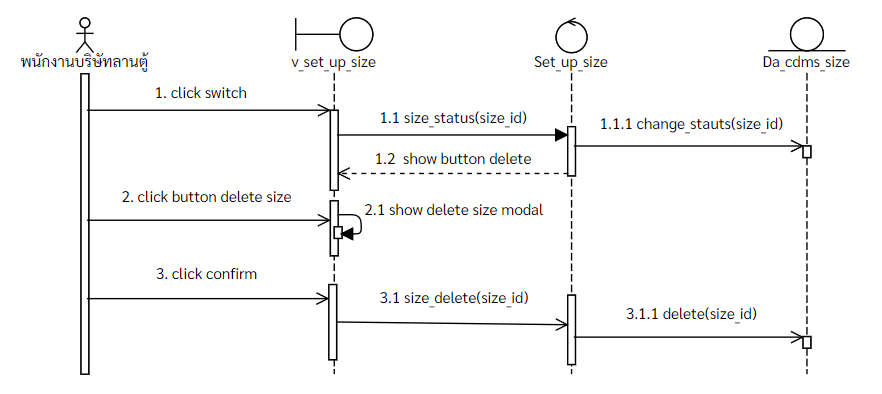 พนักงานบริษัทลานตู้
v_set_up_size
Set_up_size
Da_cdms_size
1. click switch
1.1 size_status(size_id)
1.1.1 change_stauts(size_id)
1.2 show button delete
2. click button delete size
2.1 show delete size modal
3. click confirm
3.1 size_delete(size_id)
3.1.1 delete(size_id)